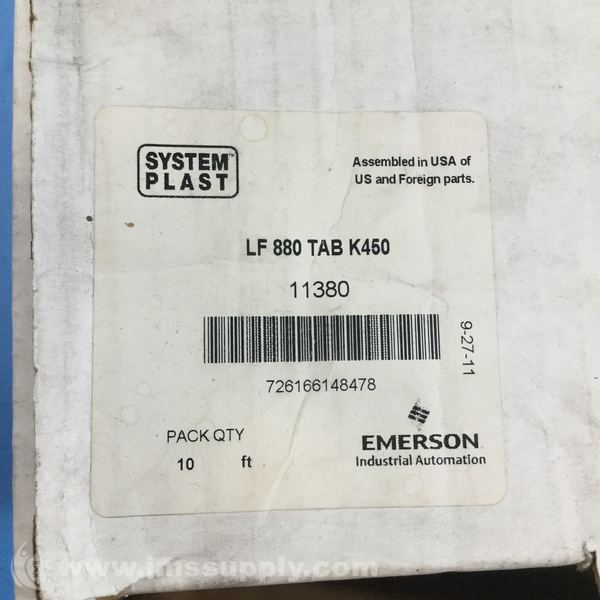 SYSTEM™
PLAST
Assembled in USA of
US and Foreign parts.
LF 880 TAB K450
11380
726166148478
9-27-11
PACK QTY
10 ft
EMERSON
Industrial Automation
www.imssupply.com